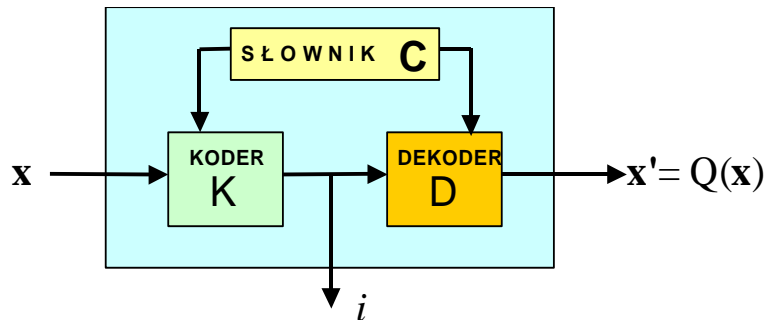 SŁOWNIK C
KODER
K
DEKODER
D
x
x'= Q(x)
i